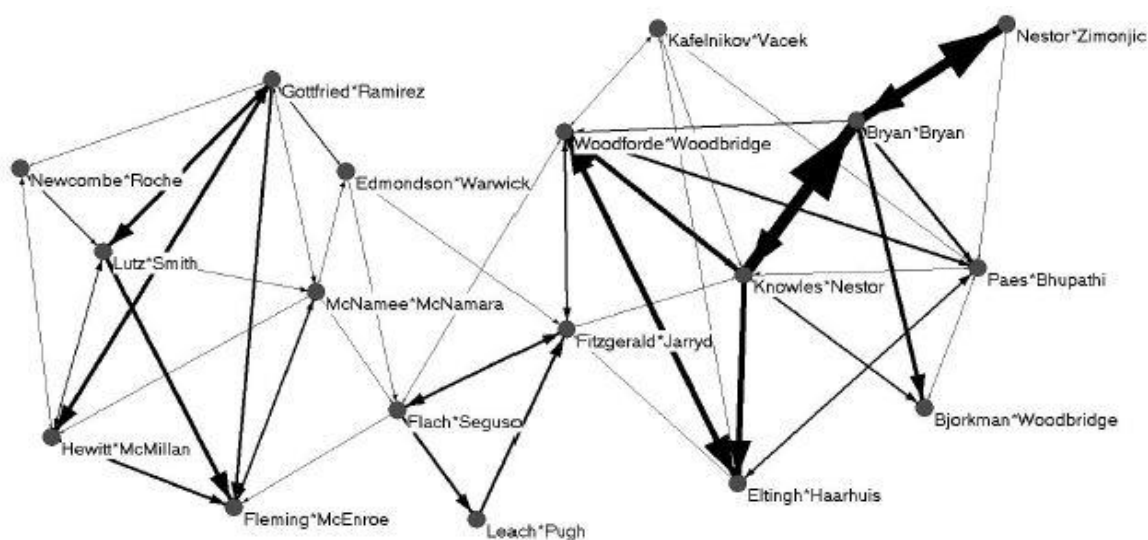 Kafelnikov*Vacek
Nestor*Zimonjic
Gottfried*Ramirez
Bryan*Bryan
Woodforde*Woodbridge
Newcombe*Roche
Edmondson*Warwick
Lutz*Smith
Knowles*Nestor
Paes*Bhupathi
McNamee*McNamara
Fitzgerald*Jarryd
Flach*Seguso
Bjorkman*Woodbridge
Hewitt*McMillan
Eltingh*Haarhuis
Fleming*McEnroe
Leach*Pugh